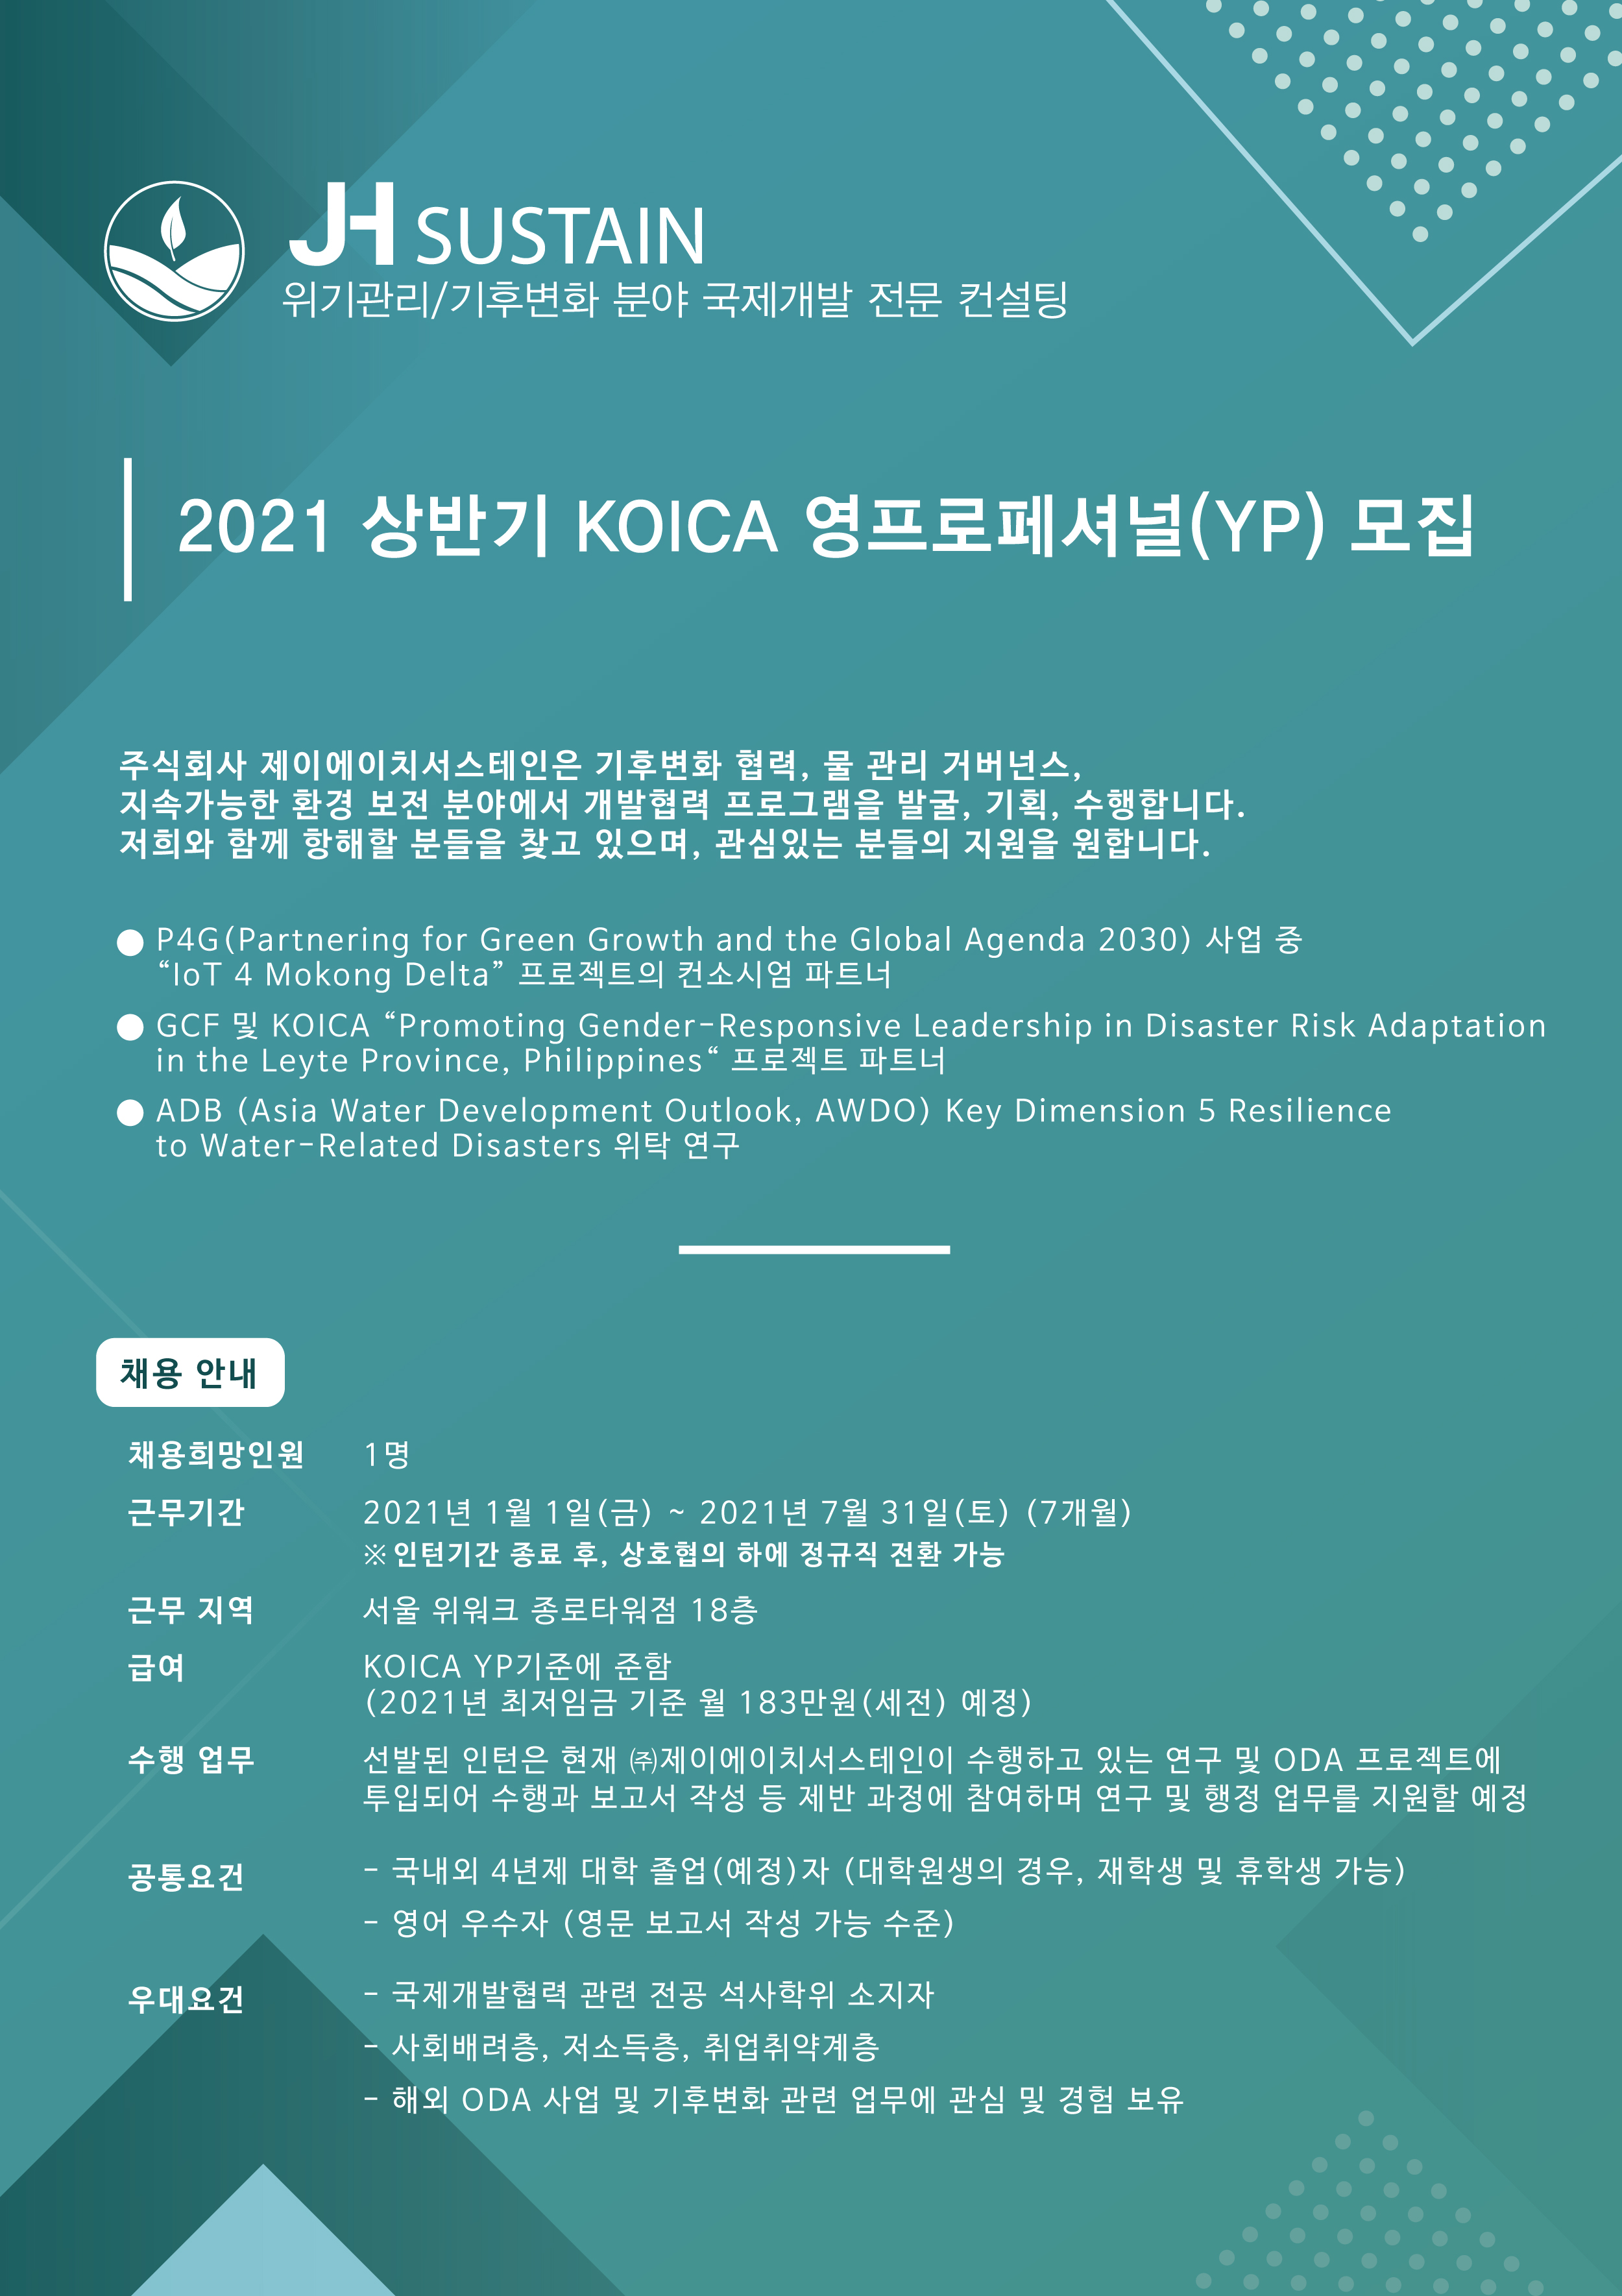 JH SUSTAIN
위기관리/기후변화 분야 국제개발 전문 컨설팅
2021 상반기 KOICA 영프로페셔널(YP) 모집
주식회사 제이에이치서스테인은 기후변화 협력, 물 관리 거버넌스,
지속가능한 환경 보전 분야에서 개발협력 프로그램을 발굴, 기획, 수행합니다.
저희와 함께 항해할 분들을 찾고 있으며, 관심있는 분들의 지원을 원합니다.
● P4G(Partnering for Green Growth and the Global Agenda 2030) 사업 중
“IoT 4 Mokong Delta” 프로젝트의 컨소시엄 파트너
● GCF 및 KOICA “Promoting Gender-Responsive Leadership in Disaster Risk Adaptation
in the Leyte Province, Philippines“ 프로젝트 파트너
● ADB (Asia Water Development Outlook, AWDO) Key Dimension 5 Resilience
to Water-Related Disasters 위탁 연구
채용 안내
채용희망인원 1명
근무기간 2021년 1월 1일(금) ~ 2021년 7월 31일(토) (7개월)
※ 인턴기간 종료 후, 상호협의 하에 정규직 전환 가능
근무 지역 서울 위워크 종로타워점 18층
급여 KOICA YP기준에 준함
(2021년 최저임금 기준 월 183만원(세전) 예정)
수행 업무 선발된 인턴은 현재 ㈜제이에이치서스테인이 수행하고 있는 연구 및 ODA 프로젝트에
투입되어 수행과 보고서 작성 등 제반 과정에 참여하며 연구 및 행정 업무를 지원할 예정
공통요건 - 국내외 4년제 대학 졸업(예정)자 (대학원생의 경우, 재학생 및 휴학생 가능)
- 영어 우수자 (영문 보고서 작성 가능 수준)
우대요건 - 국제개발협력 관련 전공 석사학위 소지자
- 사회배려층, 저소득층, 취업취약계층
- 해외 ODA 사업 및 기후변화 관련 업무에 관심 및 경험 보유